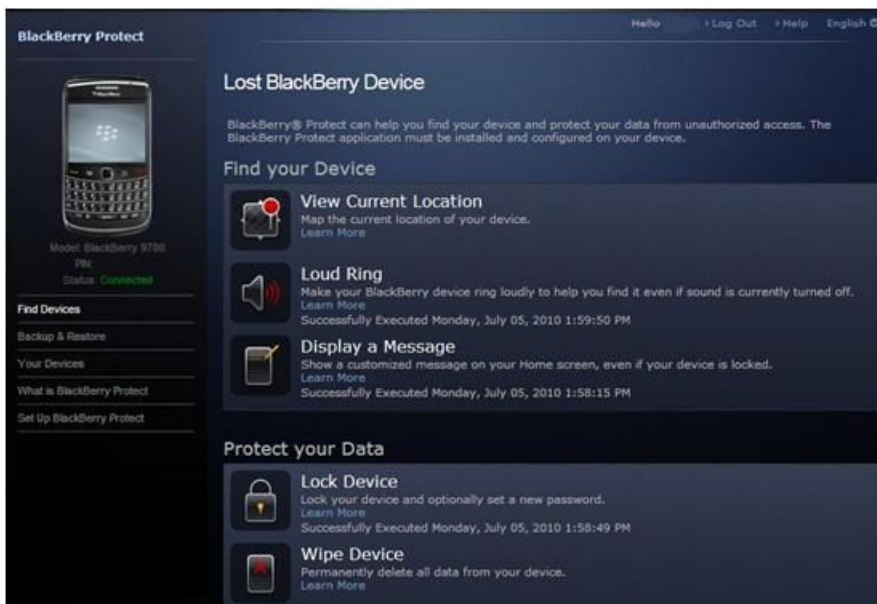 Hello
Log Out
Help
English
BlackBerry Protect
Model: BlackBerry 9700
PIN:
Status: Connected
Find Devices
Backup & Restore
Your Devices
What is BlackBerry Protect
Set Up BlackBerry Protect
Lost BlackBerry Device
BlackBerry® Protect can help you find your device and protect your data from unauthorized access. The
BlackBerry Protect application must be installed and configured on your device.
Find your Device
View Current Location
Map the current location of your device.
Learn More
Loud Ring
Make your BlackBerry device ring loudly to help you find it even if sound is currently turned off.
Learn More
Successfully Executed Monday, July 05, 2010 1:59:50 PM
Display a Message
Show a customized message on your Home screen, even if your device is locked.
Learn More
Successfully Executed Monday, July 05, 2010 1:58:15 PM
Protect your Data
Lock Device
Lock your device and optionally set a new password.
Learn More
Successfully Executed Monday, July 05, 2010 1:58:49 PM
Wipe Device
Permanently delete all data from your device.
Learn More